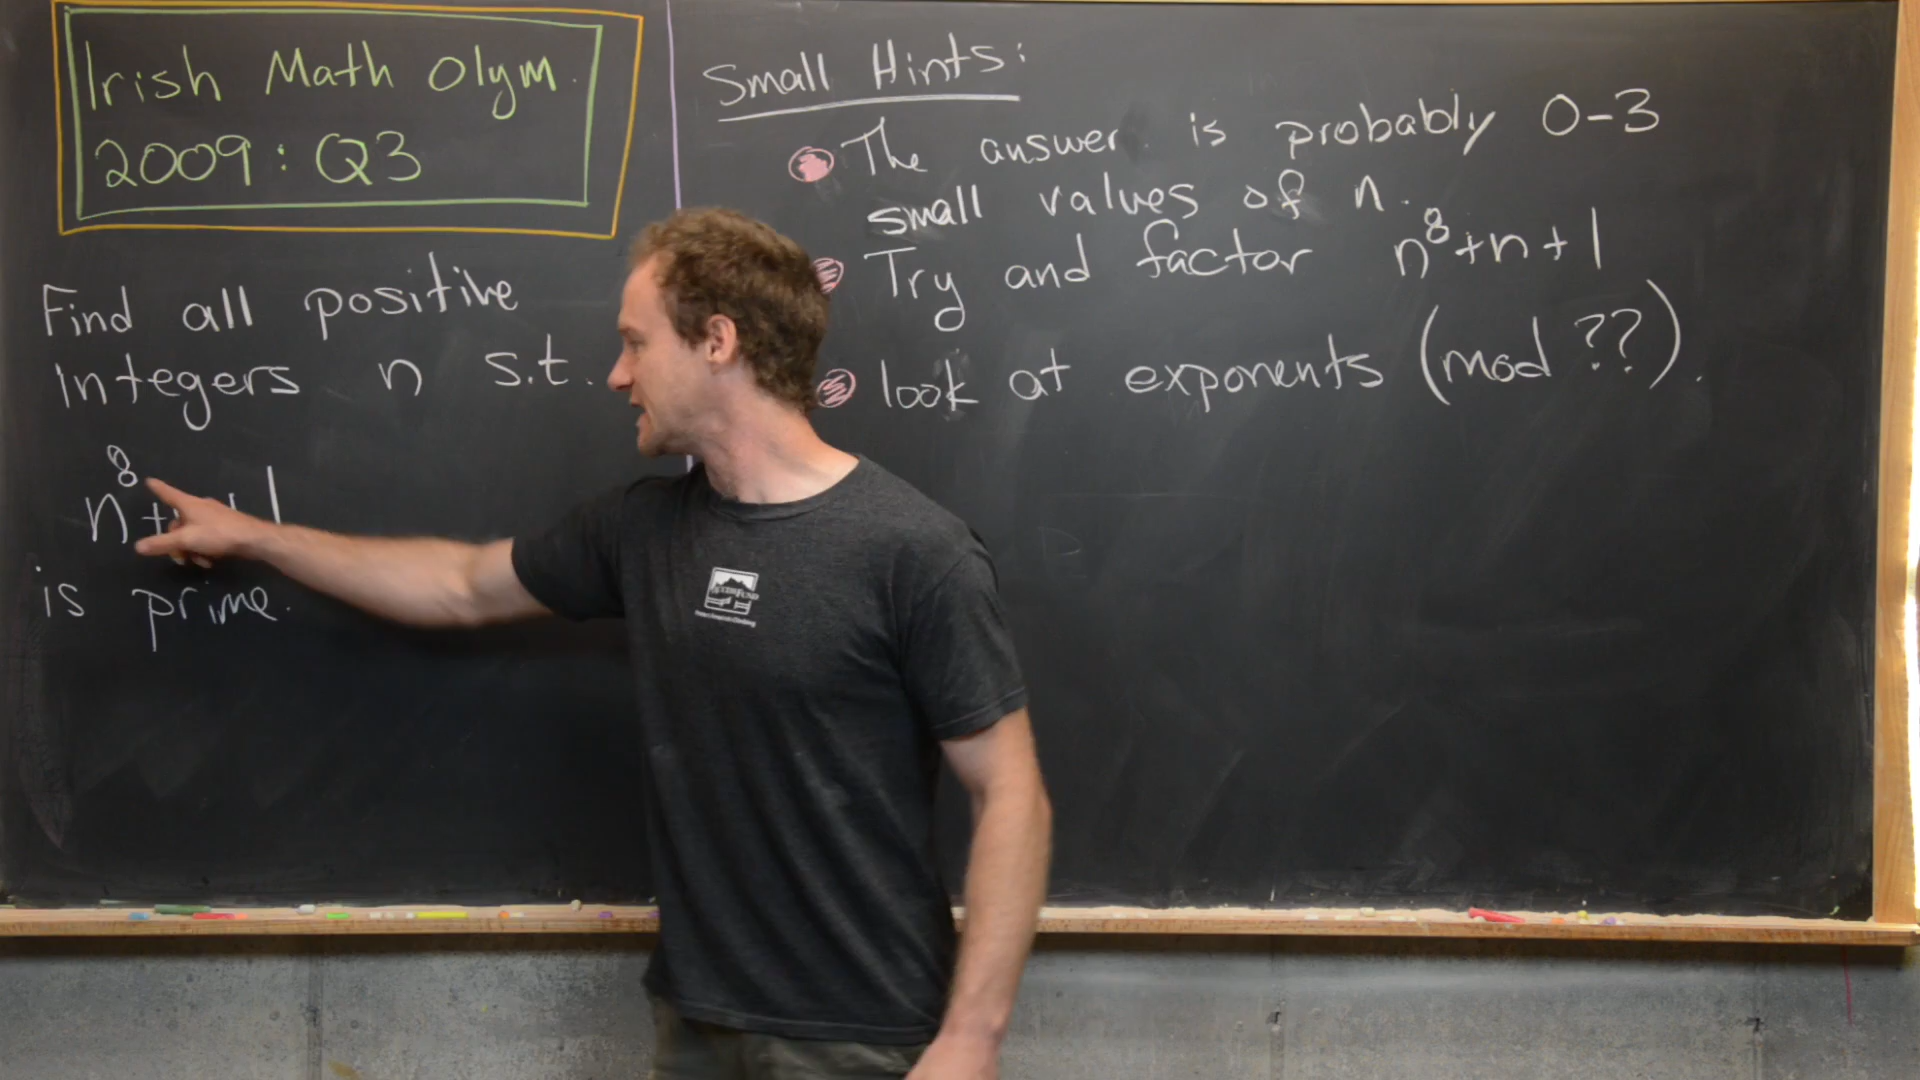 Irish Math Olym.
2009: Q3
Find all positive
integers n s.t.
n⁸+ +1
is prime.
Small Hints:
The answer is probably 0-3
small values of n.
Try and factor n⁸+n+1
look at exponents (mod ??).